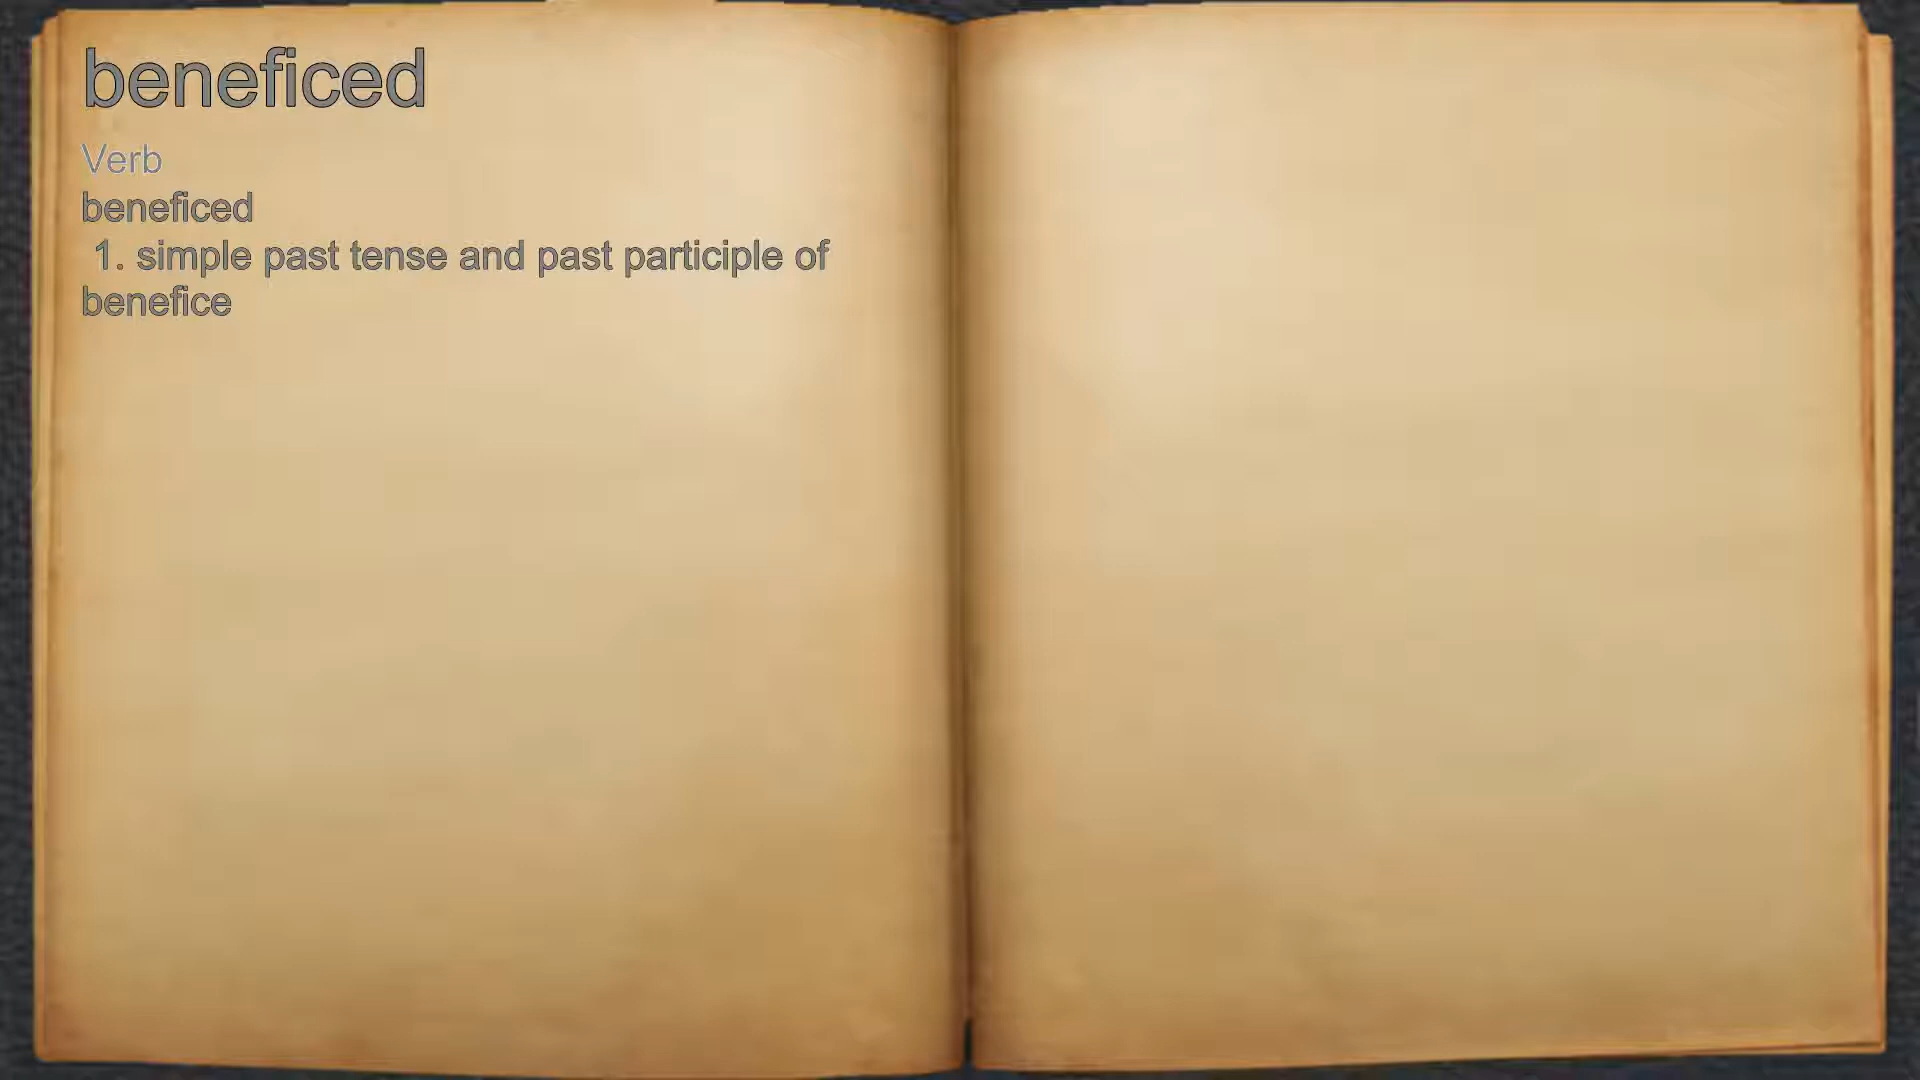 beneficed
Verb
beneficed
1. simple past tense and past participle of
benefice